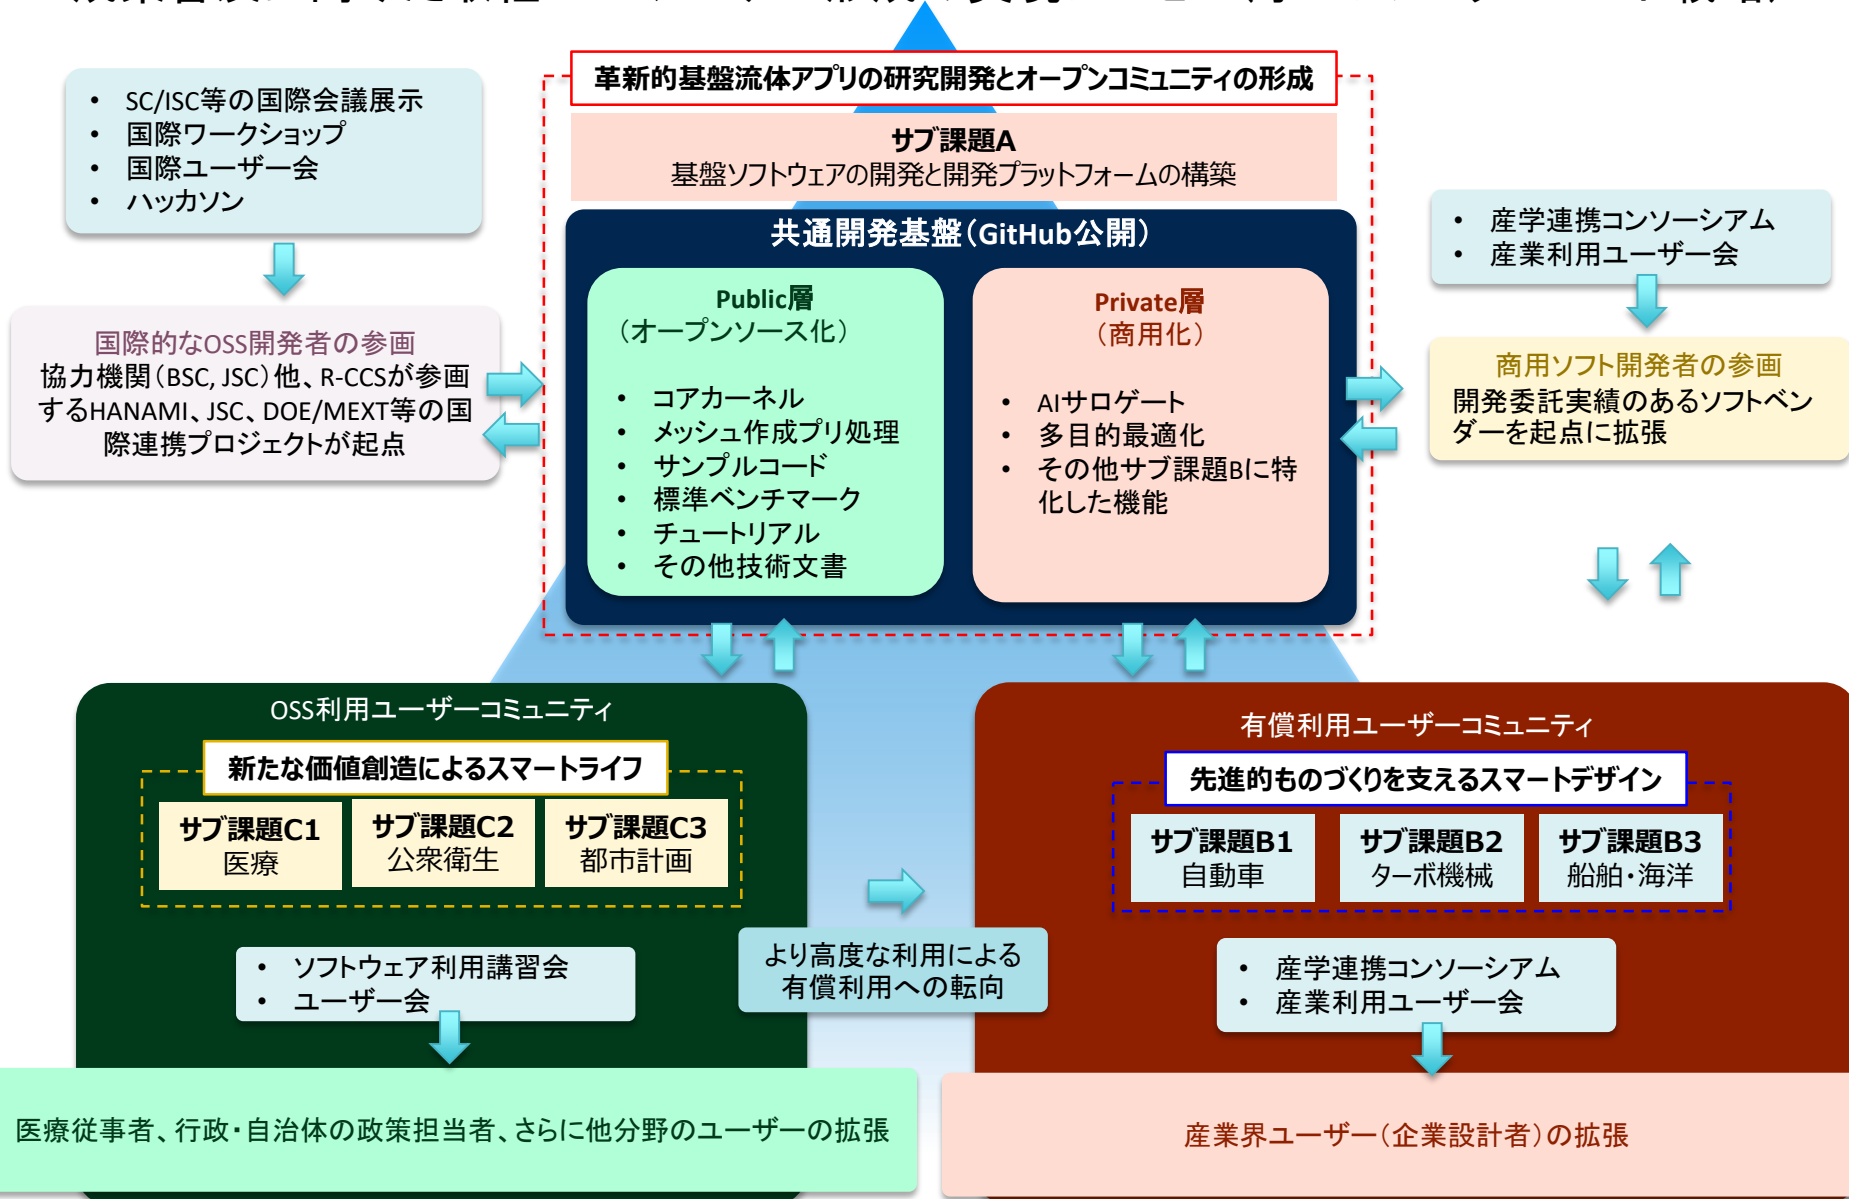 革新的基盤流体アプリの研究開発とオープンコミュニティの形成
サブ課題A
基盤ソフトウェアの開発と開発プラットフォームの構築
• SC/ISC等の国際会議展示
• 国際ワークショップ
• 国際ユーザー会
• ハッカソン
国際的なOSS開発者の参画
協力機関（BSC, JSC）他、R-CCSが参画
するHANAMI、JSC、DOE/MEXT等の国
際連携プロジェクトが起点
共通開発基盤（GitHub公開）
Public層
（オープンソース化）
• コアカーネル
• メッシュ作成プリ処理
• サンプルコード
• 標準ベンチマーク
• チュートリアル
• その他技術文書
Private層
（商用化）
• AIサロゲート
• 多目的最適化
• その他サブ課題Bに特
化した機能
• 産学連携コンソーシアム
• 産業利用ユーザー会
商用ソフト開発者の参画
開発委託実績のあるソフトベン
ダーを起点に拡張
OSS利用ユーザーコミュニティ
新たな価値創造によるスマートライフ
サブ課題C1
医療
サブ課題C2
公衆衛生
サブ課題C3
都市計画
• ソフトウェア利用講習会
• ユーザー会
医療従事者、行政・自治体の政策担当者、さらに他分野のユーザーの拡張
より高度な利用による
有償利用への転向
有償利用ユーザーコミュニティ
先進的ものづくりを支えるスマートデザイン
サブ課題B1
自動車
サブ課題B2
ターボ機械
サブ課題B3
船舶・海洋
• 産学連携コンソーシアム
• 産業利用ユーザー会
産業界ユーザー（企業設計者）の拡張